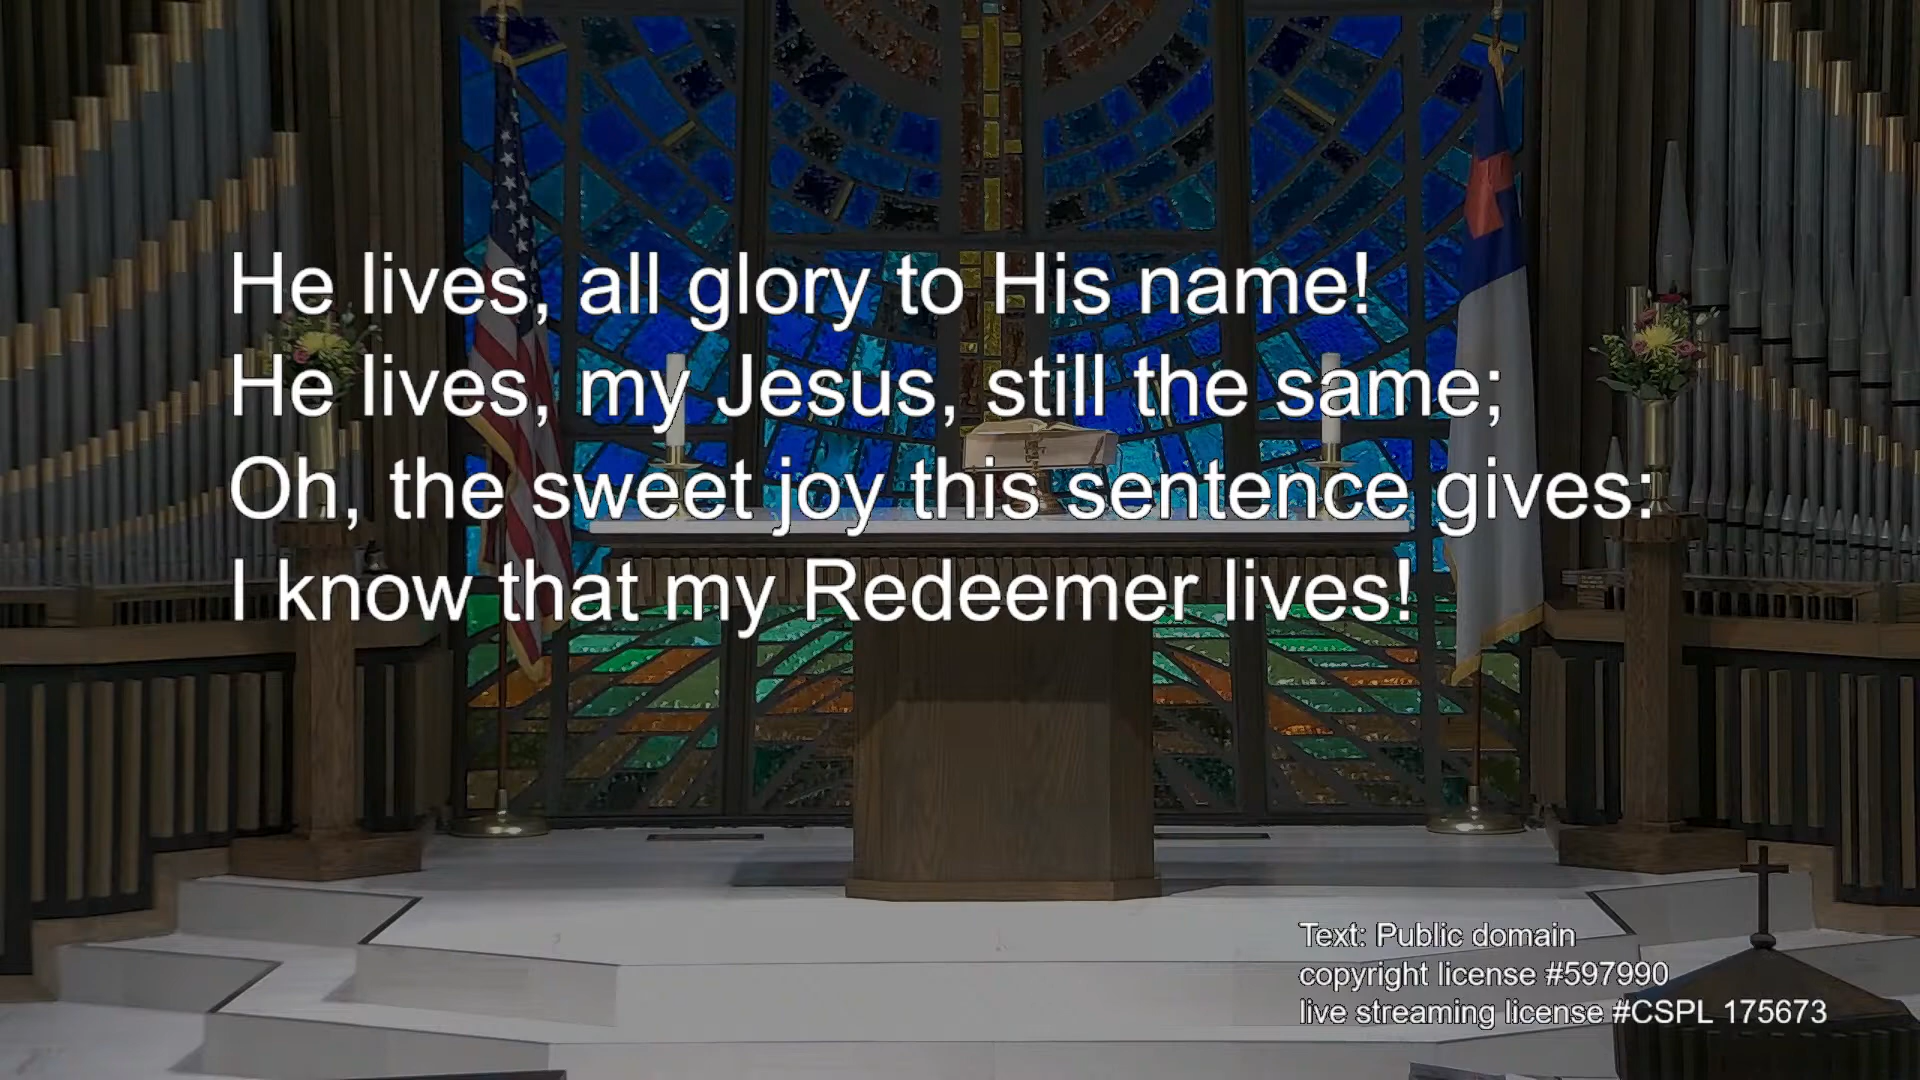 He lives, all glory to His name!
He lives, my Jesus, still the same;
Oh, the sweet joy this sentence gives:
I know that my Redeemer lives!
Text: Public domain
copyright license #597990
live streaming license #CSPL 175673